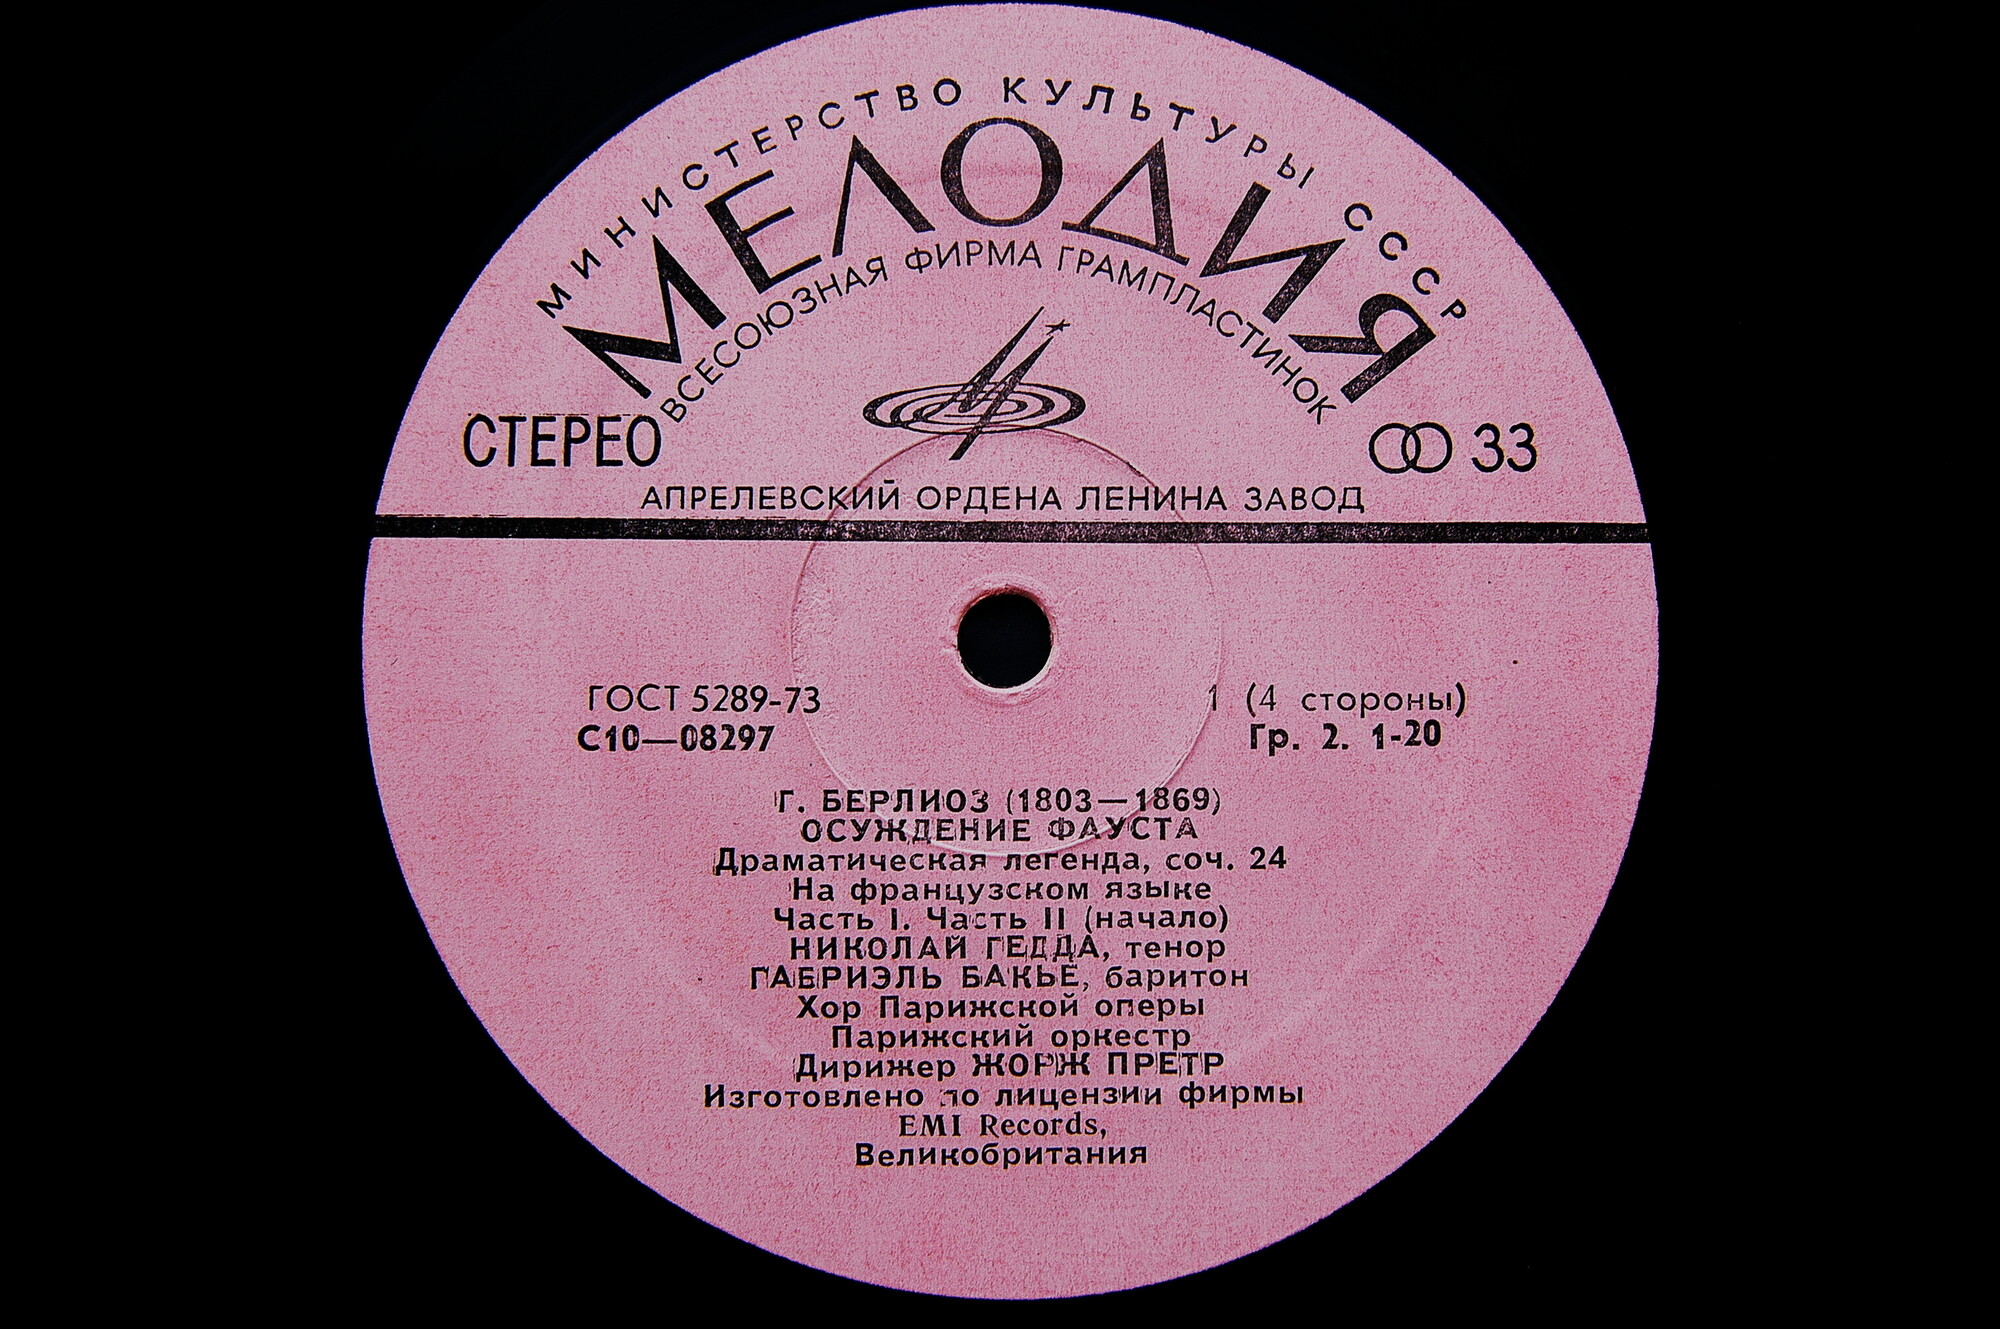 МИНИСТЕРСТВО КУЛЬТУРЫ СССР
МЕЛОДИЯ
ВСЕСОЮЗНАЯ ФИРМА ГРАМПЛАСТИНОК
СТЕРЕО
33
АПРЕЛЕВСКИЙ ОРДЕНА ЛЕНИНА ЗАВОД
ГОСТ 5289-73
1 (4 стороны)
С10—08297
Гр. 2. 1-20
Г. БЕРЛИОЗ (1803—1869)
ОСУЖДЕНИЕ ФАУСТА
Драматическая легенда, соч. 24
На французском языке
Часть I. Часть II (начало)
НИКОЛАЙ ГЕДДА, тенор
ГАБРИЭЛЬ БАКЬЕ, баритон
Хор Парижской оперы
Парижский оркестр
Дирижер ЖОРЖ ПРЕТР
Изготовлено по лицензии фирмы
EMI Records,
Великобритания